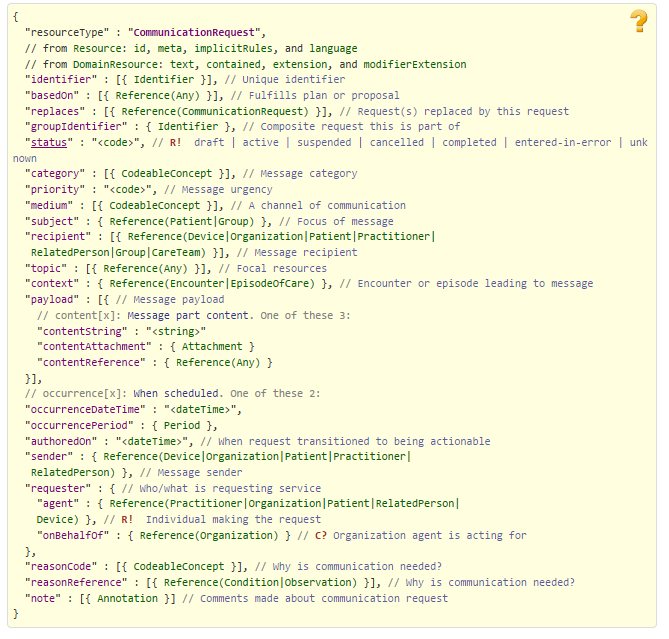 {
"resourceType" : "CommunicationRequest",
// from Resource: id, meta, implicitRules, and language
// from DomainResource: text, contained, extension, and modifierExtension
"identifier" : [{ Identifier }], // Unique identifier
"basedOn" : [{ Reference(Any) }], // Fulfills plan or proposal
"replaces" : [{ Reference(CommunicationRequest) }], // Request(s) replaced by this request
"groupIdentifier" : { Identifier }, // Composite request this is part of
"status" : "<code>", // R!  draft | active | suspended | cancelled | completed | entered-in-error | unk
nown
"category" : [{ CodeableConcept }], // Message category
"priority" : "<code>", // Message urgency
"medium" : [{ CodeableConcept }], // A channel of communication
"subject" : { Reference(Patient|Group) }, // Focus of message
"recipient" : [{ Reference(Device|Organization|Patient|Practitioner|
RelatedPerson|Group|CareTeam) }], // Message recipient
"topic" : [{ Reference(Any) }], // Focal resources
"context" : { Reference(Encounter|EpisodeOfCare) }, // Encounter or episode leading to message
"payload" : [{ // Message payload
// content[x]: Message part content. One of these 3:
"contentString" : "<string>"
"contentAttachment" : { Attachment }
"contentReference" : { Reference(Any) }
}],
// occurrence[x]: When scheduled. One of these 2:
"occurrenceDateTime" : "<dateTime>",
"occurrencePeriod" : { Period },
"authoredOn" : "<dateTime>", // When request transitioned to being actionable
"sender" : { Reference(Device|Organization|Patient|Practitioner|
RelatedPerson) }, // Message sender
"requester" : { // Who/what is requesting service
"agent" : { Reference(Practitioner|Organization|Patient|RelatedPerson|
Device) }, // R!  Individual making the request
"onBehalfOf" : { Reference(Organization) } // C? Organization agent is acting for
},
"reasonCode" : [{ CodeableConcept }], // Why is communication needed?
"reasonReference" : [{ Reference(Condition|Observation) }], // Why is communication needed?
"note" : [{ Annotation }] // Comments made about communication request
}